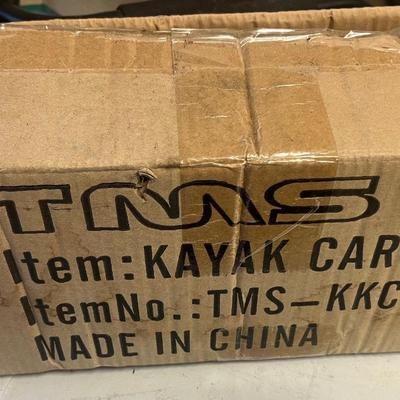 TMS
Item: KAYAK CAR
ItemNo.:TMS-KKC
MADE IN CHINA